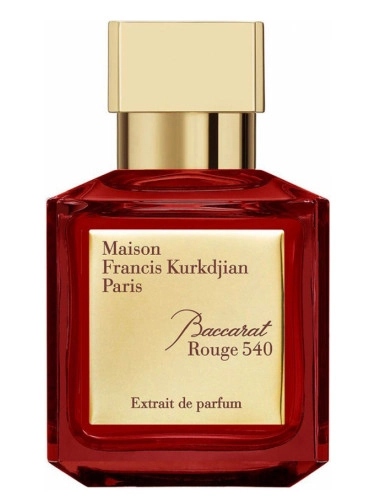 Maison
Francis Kurkdjian
Paris
Baccarat
Rouge 540
Extrait de parfum